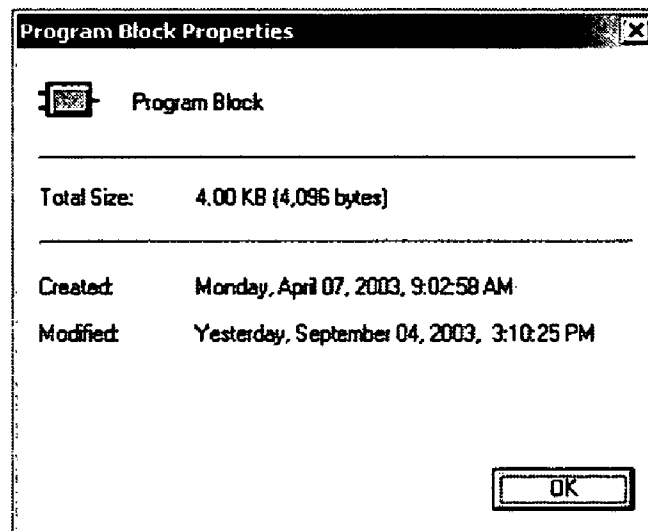 Program Block Properties
Program Block
Total Size: 4.00 KB (4,096 bytes)
Created: Monday, April 07, 2003, 9:02:58 AM
Modified: Yesterday, September 04, 2003, 3:10:25 PM
OK